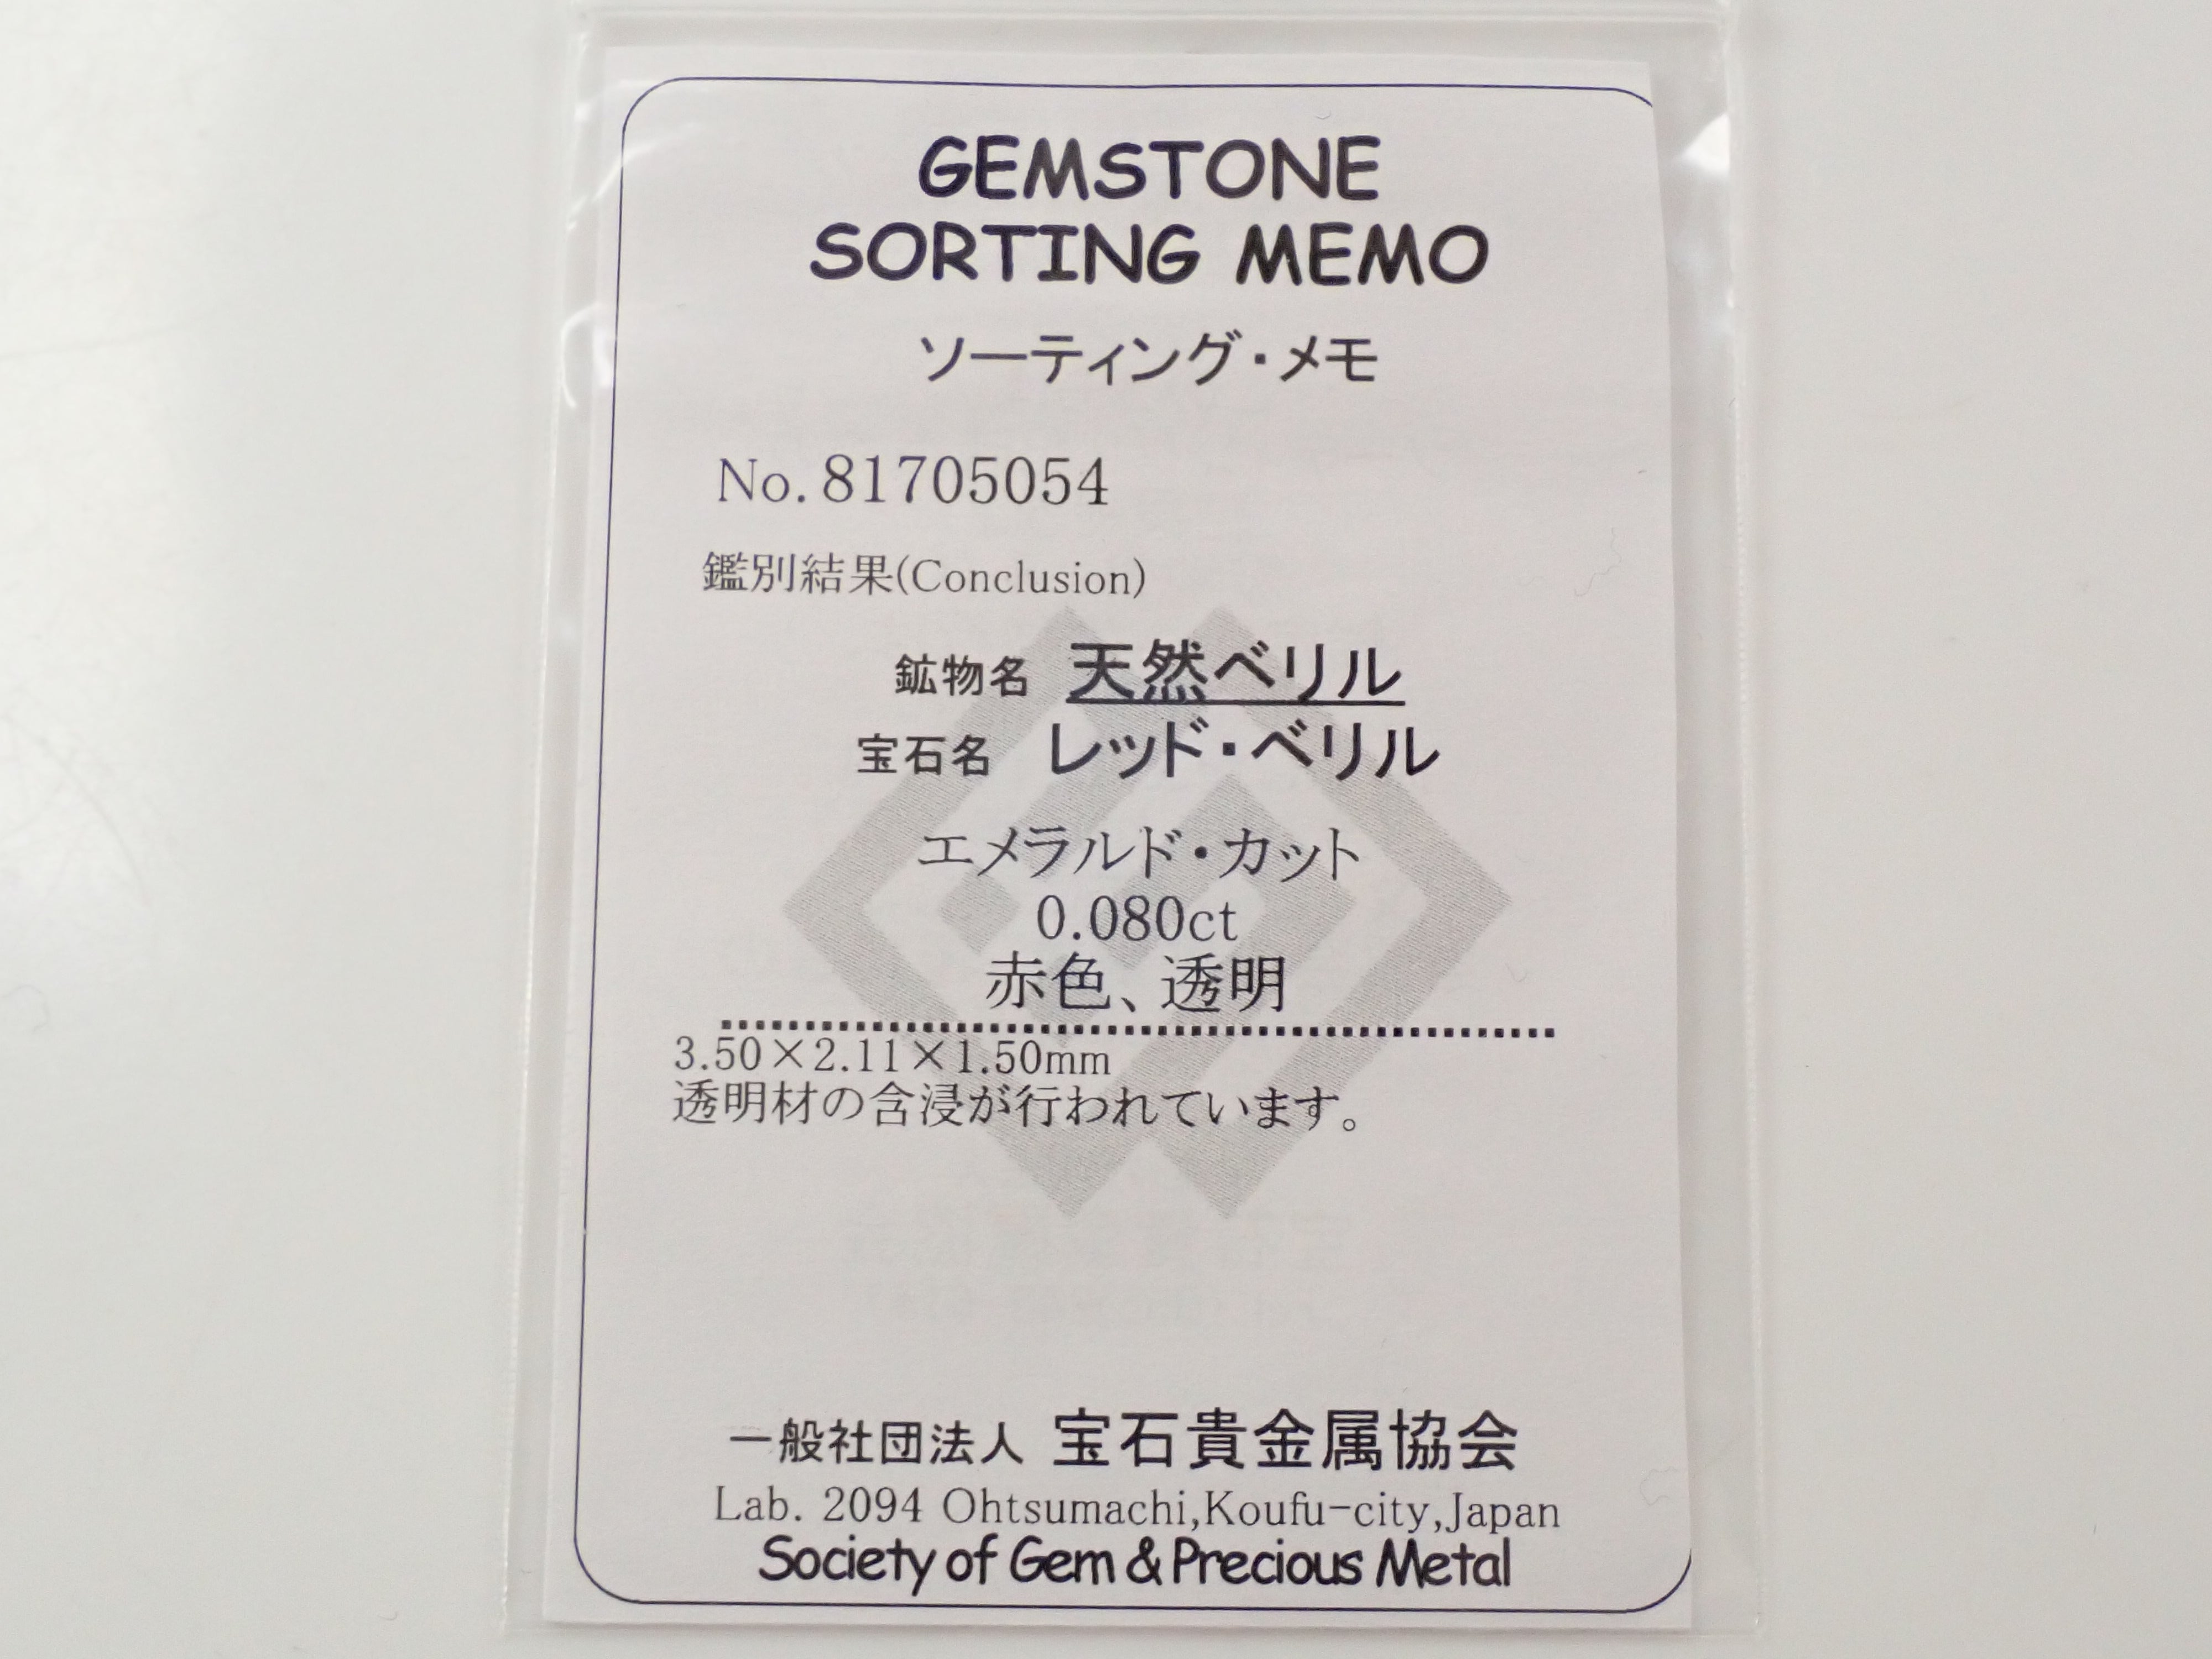 GEMSTONE
SORTING MEMO
ソーティング・メモ
No. 81705054
鑑別結果(Conclusion)
鉱物名 天然ベリル
宝石名 レッド・ベリル
エメラルド・カット
0.080ct
赤色、透明
3.50×2.11×1.50mm
透明材の含浸が行われています。
一般社団法人 宝石貴金属協会
Lab. 2094 Ohtsumachi,Koufu-city,Japan
Society of Gem & Precious Metal